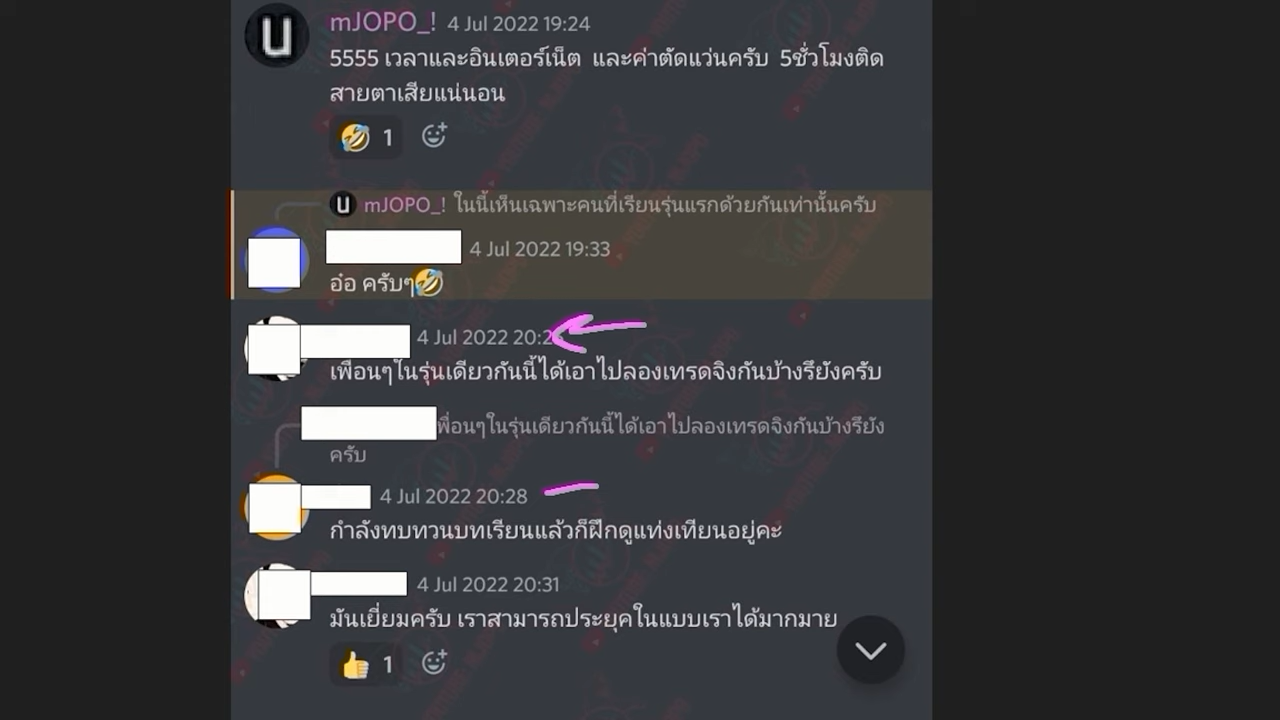 mJOPO_! 4 Jul 2022 19:24
5555 เวลาและอินเตอร์เน็ต และค่าตัดแว่นครับ 5ชั่วโมงติด
สายตาเสียแน่นอน
🤣 1
U mJOPO_! ในนี้เห็นเฉพาะคนที่เรียนรุ่นแรกด้วยกันเท่านั้นครับ
4 Jul 2022 19:33
อ๋อ ครับๆ🤣
4 Jul 2022
เพื่อนๆในรุ่นเดียวกันนี้ได้เอาไปลองเทรดจิงกันบ้างรึยังครับ
พื่อนๆในรุ่นเดียวกันนี้ได้เอาไปลองเทรดจิงกันบ้างรึยัง
ครับ
4 Jul 2022 20:28
กำลังทบทวนบทเรียนแล้วก็ฝึกดูแท่งเทียนอยู่คะ
4 Jul 2022 20:31
มันเยี่ยมครับ เราสามารถประยุคในแบบเราได้มากมาย
👍 1